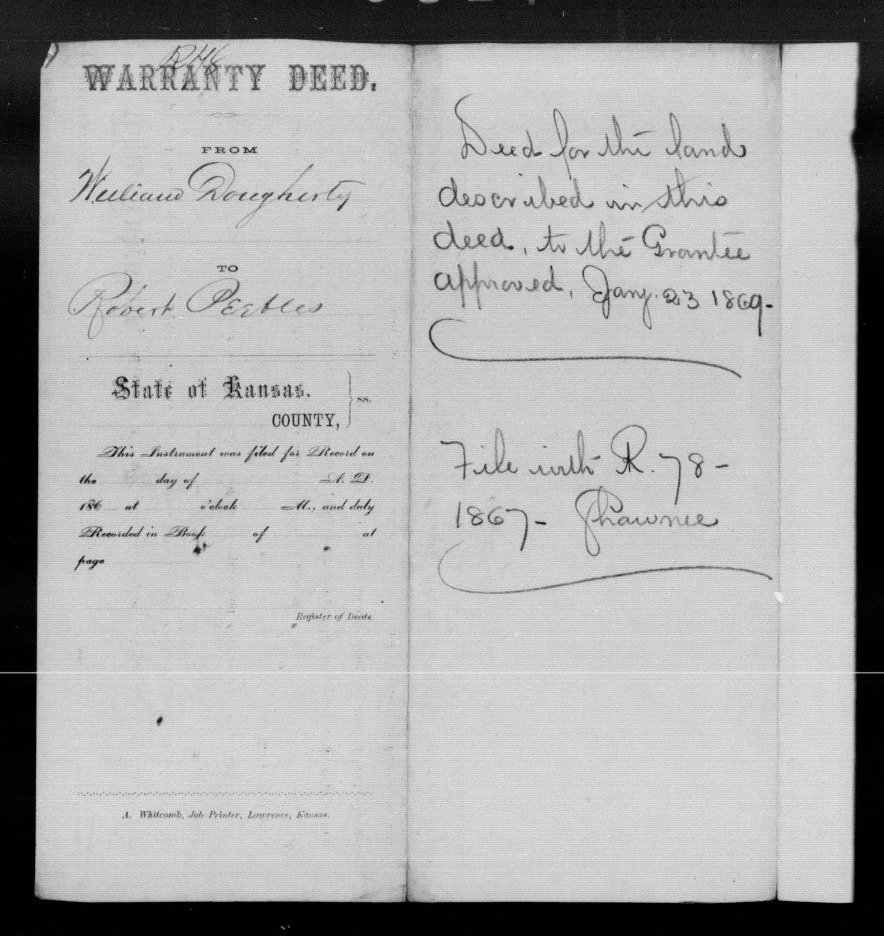 WARRANTY DEED.
FROM
William Dougherty
TO
Robert Peebles
State of Kansas,
COUNTY, } ss.
This Instrument was filed for Record on
the day of A. D.
186 at o'clock M., and duly
Recorded in Book of at
page
Register of Deeds.
A. Whitcomb, Job Printer, Lawrence, Kansas.
Deed for the land
described in this
deed, to the Grantee
approved, Jany. 23 1869-
File with R. 78-
1867- Shawnee